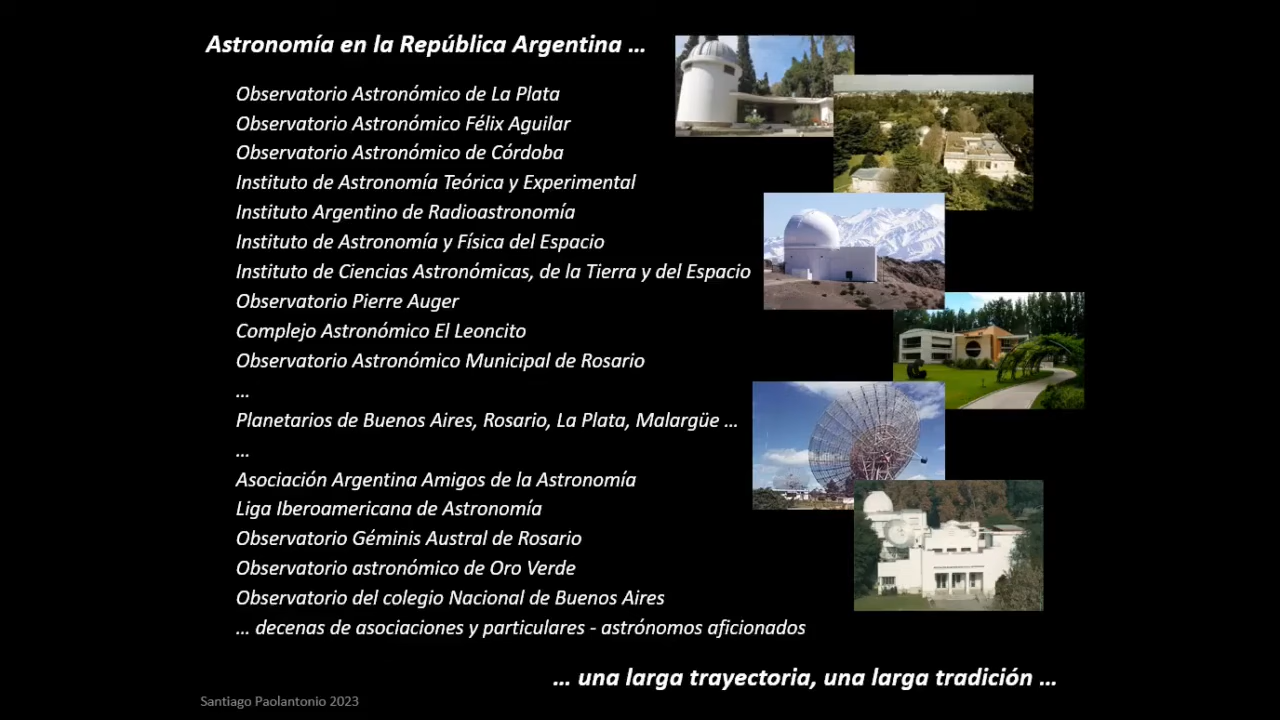 Astronomía en la República Argentina ...
Observatorio Astronómico de La Plata
Observatorio Astronómico Félix Aguilar
Observatorio Astronómico de Córdoba
Instituto de Astronomía Teórica y Experimental
Instituto Argentino de Radioastronomía
Instituto de Astronomía y Física del Espacio
Instituto de Ciencias Astronómicas, de la Tierra y del Espacio
Observatorio Pierre Auger
Complejo Astronómico El Leoncito
Observatorio Astronómico Municipal de Rosario
...
Planetarios de Buenos Aires, Rosario, La Plata, Malargüe ...
...
Asociación Argentina Amigos de la Astronomía
Liga Iberoamericana de Astronomía
Observatorio Géminis Austral de Rosario
Observatorio astronómico de Oro Verde
Observatorio del colegio Nacional de Buenos Aires
... decenas de asociaciones y particulares - astrónomos aficionados
... una larga trayectoria, una larga tradición ...
Santiago Paolantonio 2023